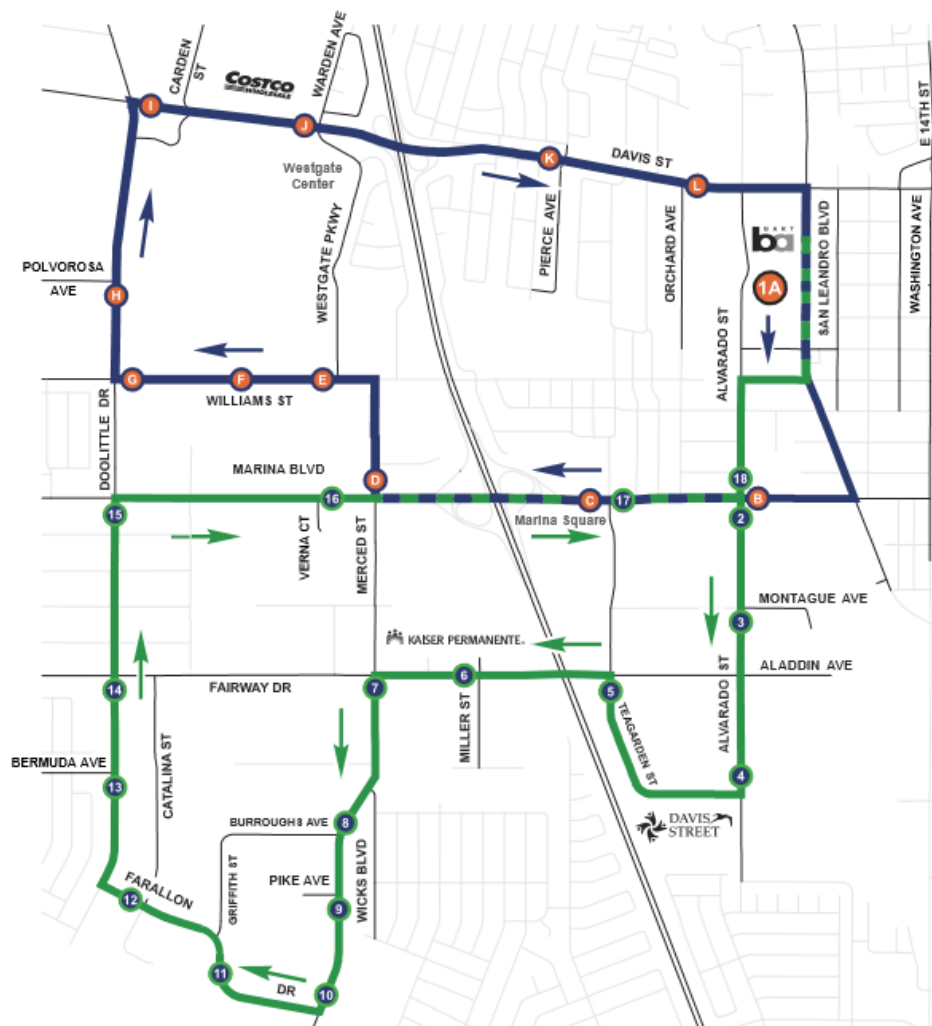 CARDEN
ST
COSTCO
WHOLESALE
WARDEN AVE
E 14TH ST
I
J
Westgate
Center
K
DAVIS ST
L
PIERCE AVE
ORCHARD AVE
WESTGATE PKWY
BART
ba
1A
SAN LEANDRO BLVD
WASHINGTON AVE
ALVARADO ST
POLVOROSA
AVE
H
G
F
E
WILLIAMS ST
DOOLITTLE DR
MARINA BLVD
D
16
C
17
18
B
2
15
Marina Square
VERNA CT
MERCED ST
MONTAGUE AVE
3
KAISER PERMANENTE
ALADDIN AVE
14
FAIRWAY DR
7
6
5
MILLER ST
TEAGARDEN ST
ALVARADO ST
BERMUDA AVE
13
CATALINA ST
4
DAVIS
STREET
BURROUGHS AVE
8
GRIFFITH ST
PIKE AVE
WICKS BLVD
FARALLON
12
9
11
DR
10